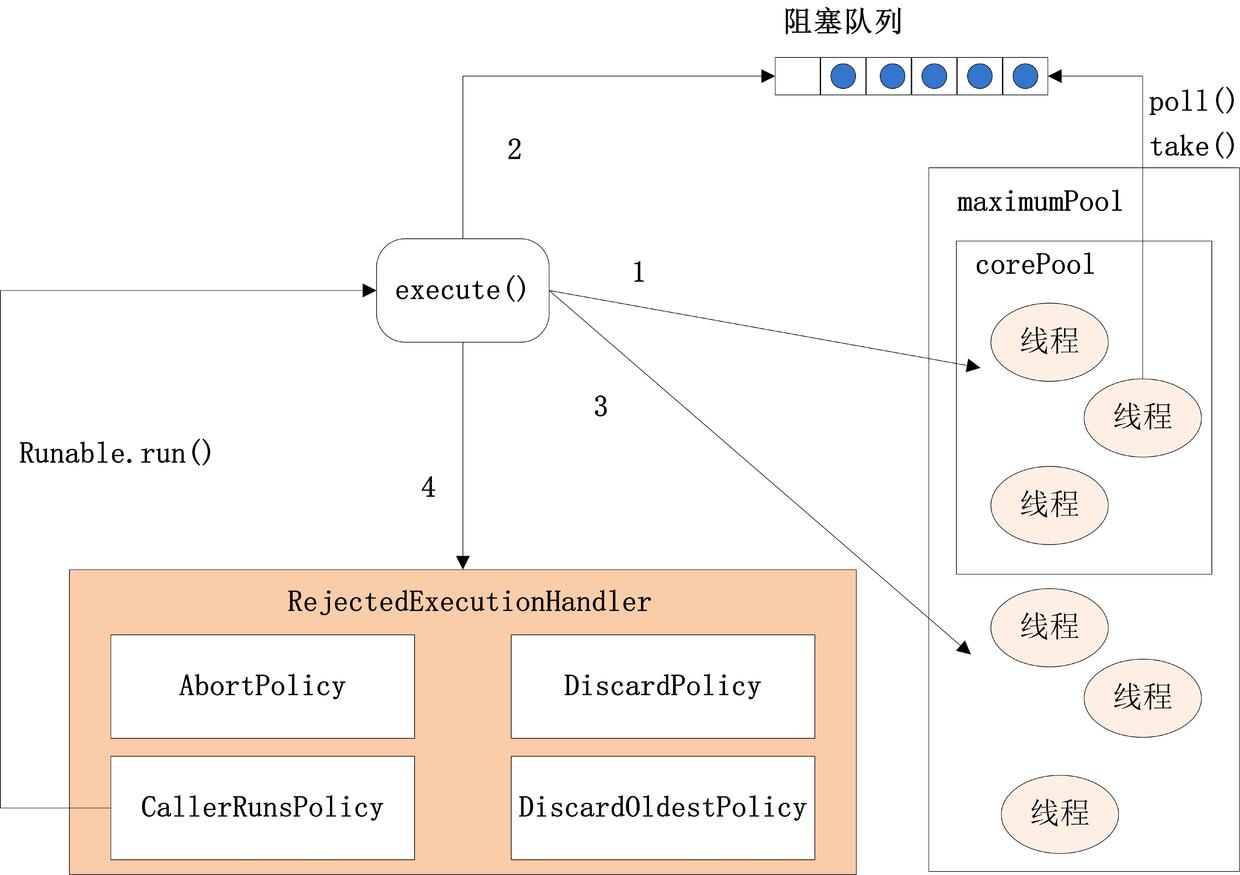 阻塞队列
poll()
take()
2
maximumPool
corePool
1
execute()
线程
线程
3
Runable.run()
4
线程
RejectedExecutionHandler
线程
AbortPolicy
DiscardPolicy
线程
CallerRunsPolicy
DiscardOldestPolicy
线程